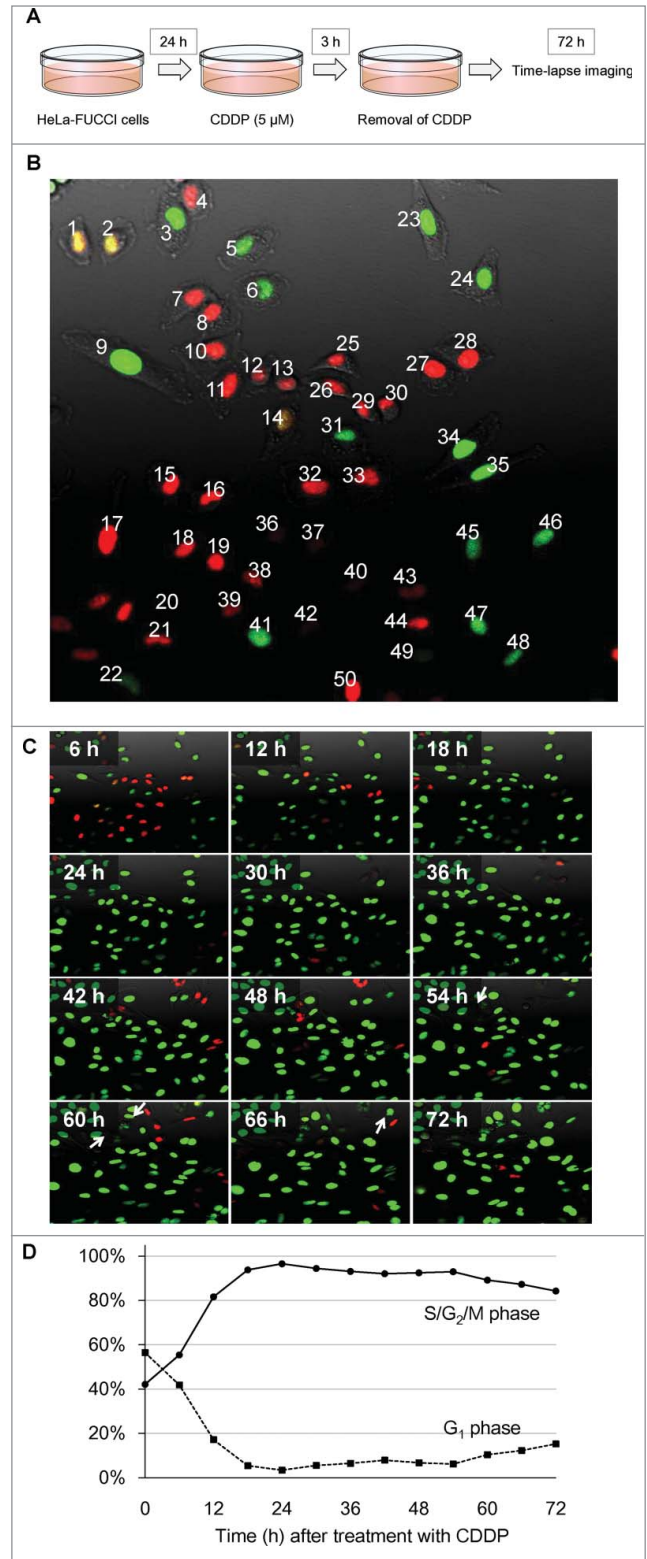 A
24 h
3 h
72 h
Time-lapse imaging
HeLa-FUCCI cells
CDDP (5 µM)
Removal of CDDP
B
1
2
3
4
5
6
7
8
9
10
11
12
13
14
15
16
17
18
19
20
21
22
23
24
25
26
27
28
29
30
31
32
33
34
35
36
37
38
39
40
41
42
43
44
45
46
47
48
49
50
C
6 h
12 h
18 h
24 h
30 h
36 h
42 h
48 h
54 h
60 h
66 h
72 h
D
100%
80%
60%
40%
20%
0%
S/G₂/M phase
G₁ phase
0 12 24 36 48 60 72
Time (h) after treatment with CDDP